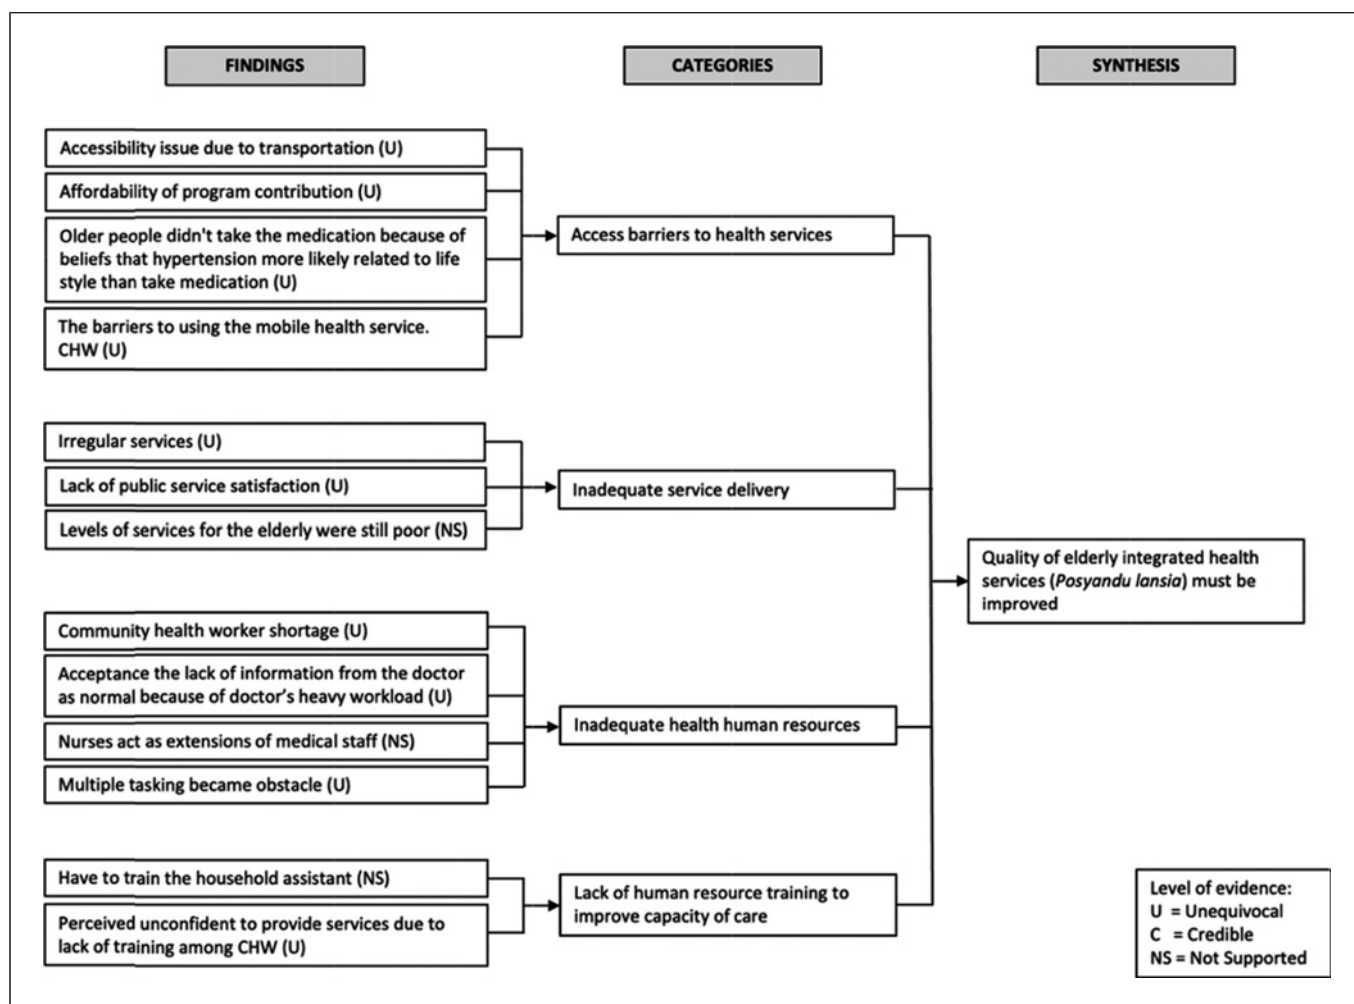 FINDINGS
CATEGORIES
SYNTHESIS
Accessibility issue due to transportation (U)
Affordability of program contribution (U)
Older people didn't take the medication because of
beliefs that hypertension more likely related to life
style than take medication (U)
The barriers to using the mobile health service.
CHW (U)
Access barriers to health services
Irregular services (U)
Lack of public service satisfaction (U)
Levels of services for the elderly were still poor (NS)
Inadequate service delivery
Community health worker shortage (U)
Acceptance the lack of information from the doctor
as normal because of doctor's heavy workload (U)
Nurses act as extensions of medical staff (NS)
Multiple tasking became obstacle (U)
Inadequate health human resources
Have to train the household assistant (NS)
Perceived unconfident to provide services due to
lack of training among CHW (U)
Lack of human resource training to
improve capacity of care
Quality of elderly integrated health
services (Posyandu lansia) must be
improved
Level of evidence:
U = Unequivocal
C = Credible
NS = Not Supported